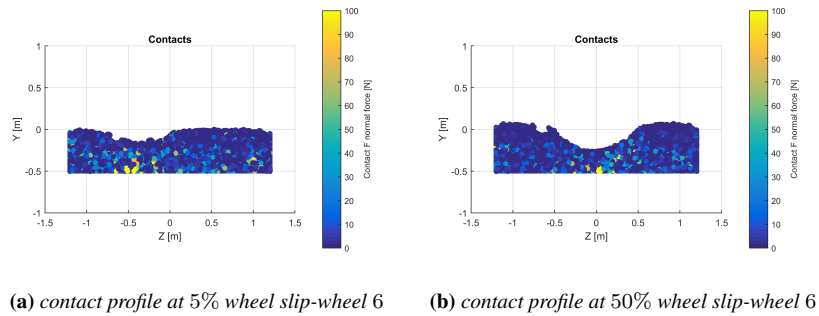 Contacts
1
0.5
0
-0.5
-1
-1.5 -1 -0.5 0 0.5 1 1.5
Y [m]
Z [m]
100
90
80
70
60
50
40
30
20
10
0
Contact F normal force [N]
(a) contact profile at 5% wheel slip-wheel 6
Contacts
1
0.5
0
-0.5
-1
-1.5 -1 -0.5 0 0.5 1 1.5
Y [m]
Z [m]
100
90
80
70
60
50
40
30
20
10
0
Contact F normal force [N]
(b) contact profile at 50% wheel slip-wheel 6